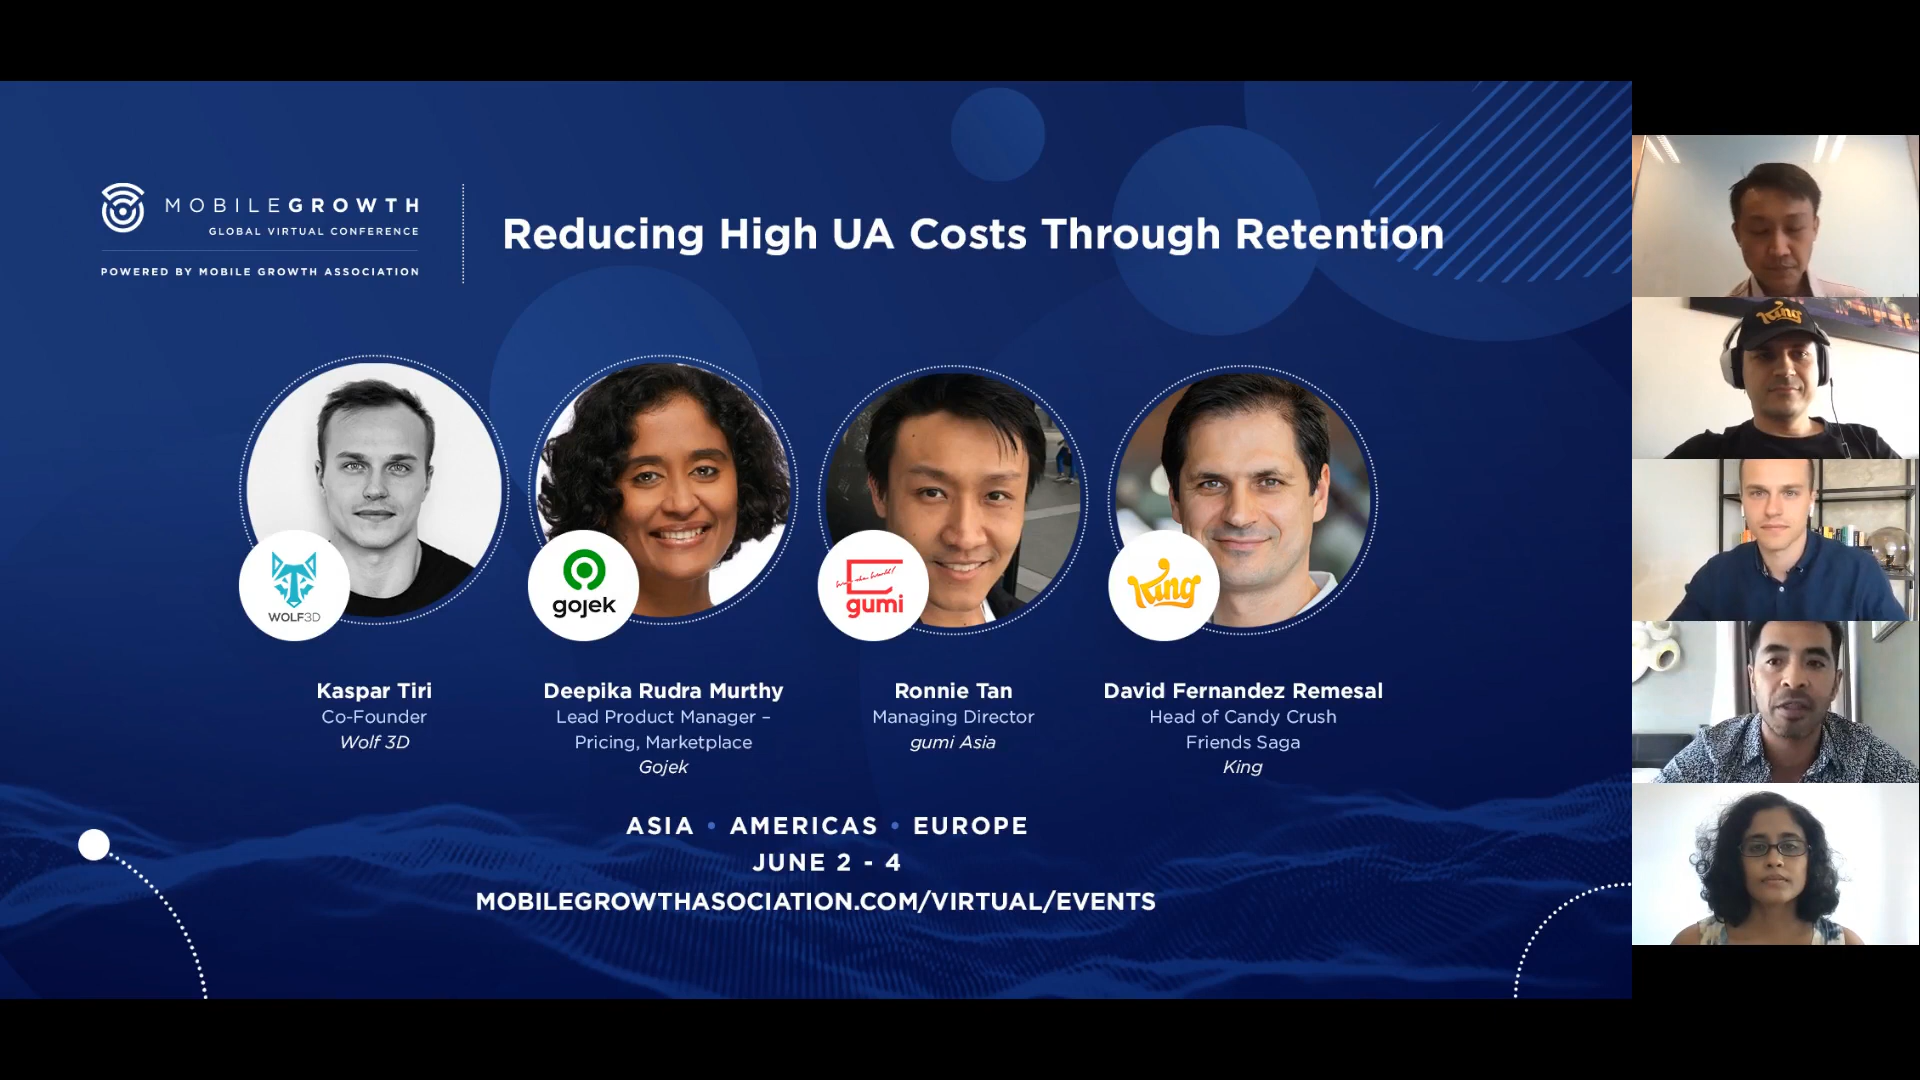 MOBILEGROWTH
GLOBAL VIRTUAL CONFERENCE
POWERED BY MOBILE GROWTH ASSOCIATION
Reducing High UA Costs Through Retention
WOLF3D
gojek
gumi
King
Kaspar Tiri
Co-Founder
Wolf 3D
Deepika Rudra Murthy
Lead Product Manager –
Pricing, Marketplace
Gojek
Ronnie Tan
Managing Director
gumi Asia
David Fernandez Remesal
Head of Candy Crush
Friends Saga
King
ASIA • AMERICAS • EUROPE
JUNE 2 - 4
MOBILEGROWTHASOCIATION.COM/VIRTUAL/EVENTS
King